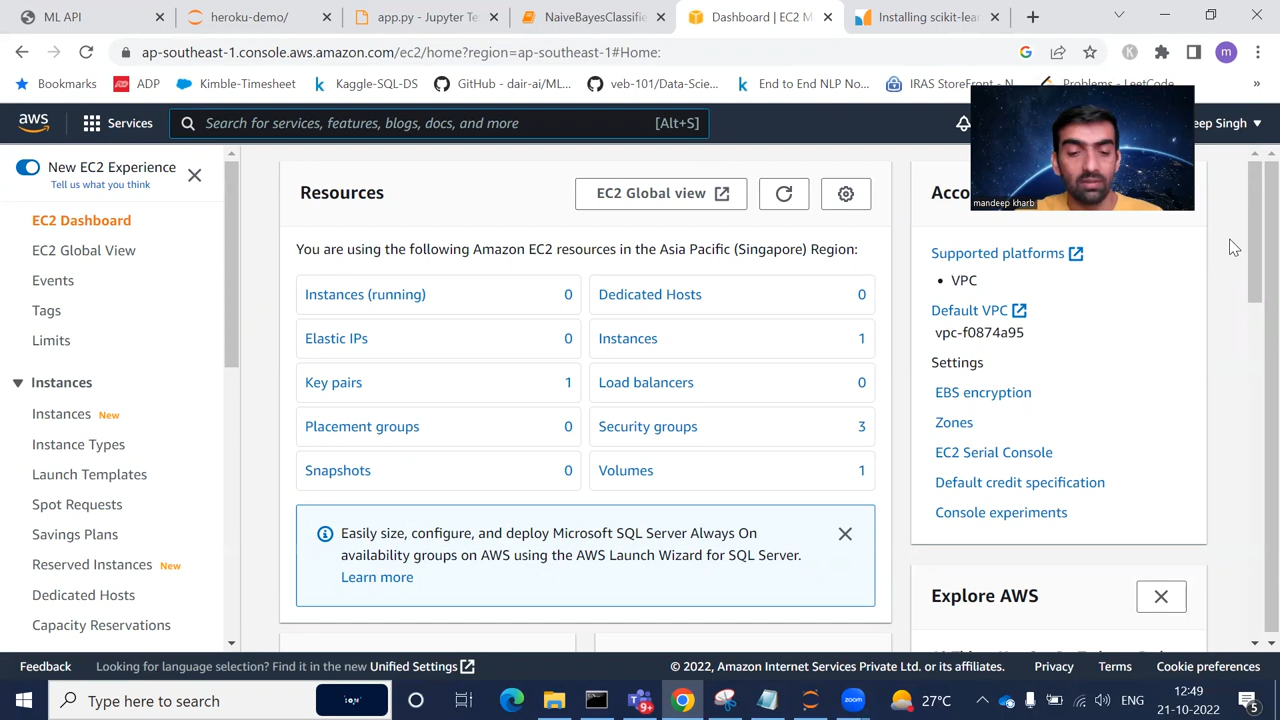 ML API
heroku-demo/
app.py - Jupyter Te
NaiveBayesClassifie
Dashboard | EC2 M
Installing scikit-lea
ap-southeast-1.console.aws.amazon.com/ec2/home?region=ap-southeast-1#Home:
K
m
Bookmarks
ADP
Kimble-Timesheet
Kaggle-SQL-DS
GitHub - dair-ai/ML...
veb-101/Data-Scie...
End to End NLP No...
IRAS StoreFront - N
Problems - LeetCode
»
aws
Services
Search for services, features, blogs, docs, and more
[Alt+S]
eep Singh
New EC2 Experience
Tell us what you think
EC2 Dashboard
EC2 Global View
Events
Tags
Limits
Instances
Instances New
Instance Types
Launch Templates
Spot Requests
Savings Plans
Reserved Instances New
Dedicated Hosts
Capacity Reservations
Resources
EC2 Global view
You are using the following Amazon EC2 resources in the Asia Pacific (Singapore) Region:
Instances (running) 0
Dedicated Hosts 0
Elastic IPs 0
Instances 1
Key pairs 1
Load balancers 0
Placement groups 0
Security groups 3
Snapshots 0
Volumes 1
Easily size, configure, and deploy Microsoft SQL Server Always On
availability groups on AWS using the AWS Launch Wizard for SQL Server.
Learn more
Acco
mandeep kharb
Supported platforms
• VPC
Default VPC
vpc-f0874a95
Settings
EBS encryption
Zones
EC2 Serial Console
Default credit specification
Console experiments
Explore AWS
Feedback
Looking for language selection? Find it in the new Unified Settings
© 2022, Amazon Internet Services Private Ltd. or its affiliates.
Privacy
Terms
Cookie preferences
Type here to search
9+
27°C
ENG
12:49
21-10-2022
5